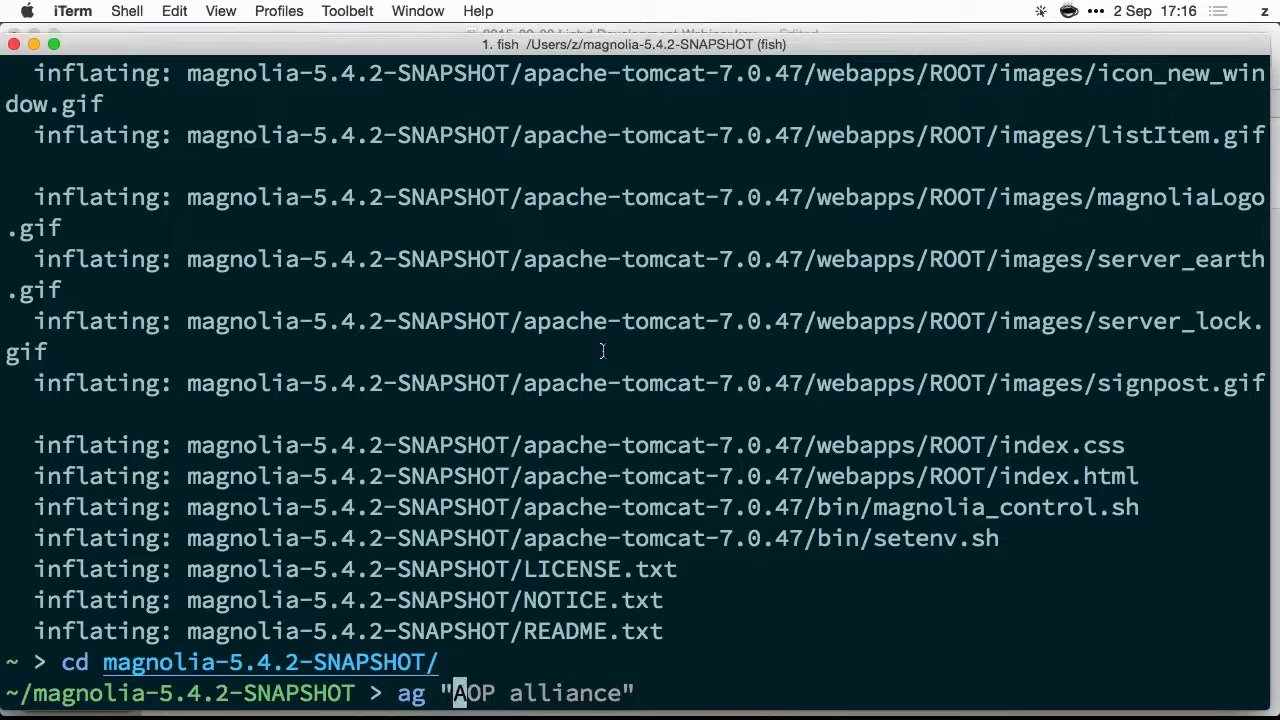 iTerm Shell Edit View Profiles Toolbelt Window Help 2 Sep 17:16 z
1. fish /Users/z/magnolia-5.4.2-SNAPSHOT (fish)
inflating: magnolia-5.4.2-SNAPSHOT/apache-tomcat-7.0.47/webapps/ROOT/images/icon_new_win
dow.gif
inflating: magnolia-5.4.2-SNAPSHOT/apache-tomcat-7.0.47/webapps/ROOT/images/listItem.gif
inflating: magnolia-5.4.2-SNAPSHOT/apache-tomcat-7.0.47/webapps/ROOT/images/magnoliaLogo
.gif
inflating: magnolia-5.4.2-SNAPSHOT/apache-tomcat-7.0.47/webapps/ROOT/images/server_earth
.gif
inflating: magnolia-5.4.2-SNAPSHOT/apache-tomcat-7.0.47/webapps/ROOT/images/server_lock.
gif
inflating: magnolia-5.4.2-SNAPSHOT/apache-tomcat-7.0.47/webapps/ROOT/images/signpost.gif
inflating: magnolia-5.4.2-SNAPSHOT/apache-tomcat-7.0.47/webapps/ROOT/index.css
inflating: magnolia-5.4.2-SNAPSHOT/apache-tomcat-7.0.47/webapps/ROOT/index.html
inflating: magnolia-5.4.2-SNAPSHOT/apache-tomcat-7.0.47/bin/magnolia_control.sh
inflating: magnolia-5.4.2-SNAPSHOT/apache-tomcat-7.0.47/bin/setenv.sh
inflating: magnolia-5.4.2-SNAPSHOT/LICENSE.txt
inflating: magnolia-5.4.2-SNAPSHOT/NOTICE.txt
inflating: magnolia-5.4.2-SNAPSHOT/README.txt
~ > cd magnolia-5.4.2-SNAPSHOT/
~/magnolia-5.4.2-SNAPSHOT > ag "AOP alliance"